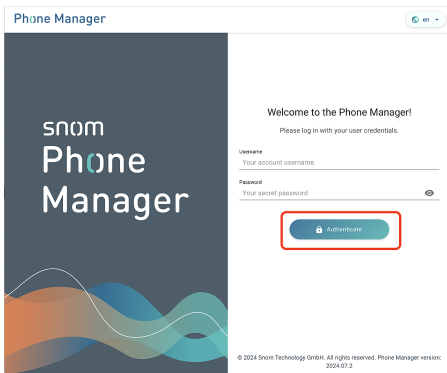 Phone Manager
en
snom
Phone
Manager
Welcome to the Phone Manager!
Please log in with your user credentials.
Username
Your account username
Password
Your secret password
Authenticate
© 2024 Snom Technology GmbH. All rights reserved. Phone Manager version:
2024.07.2